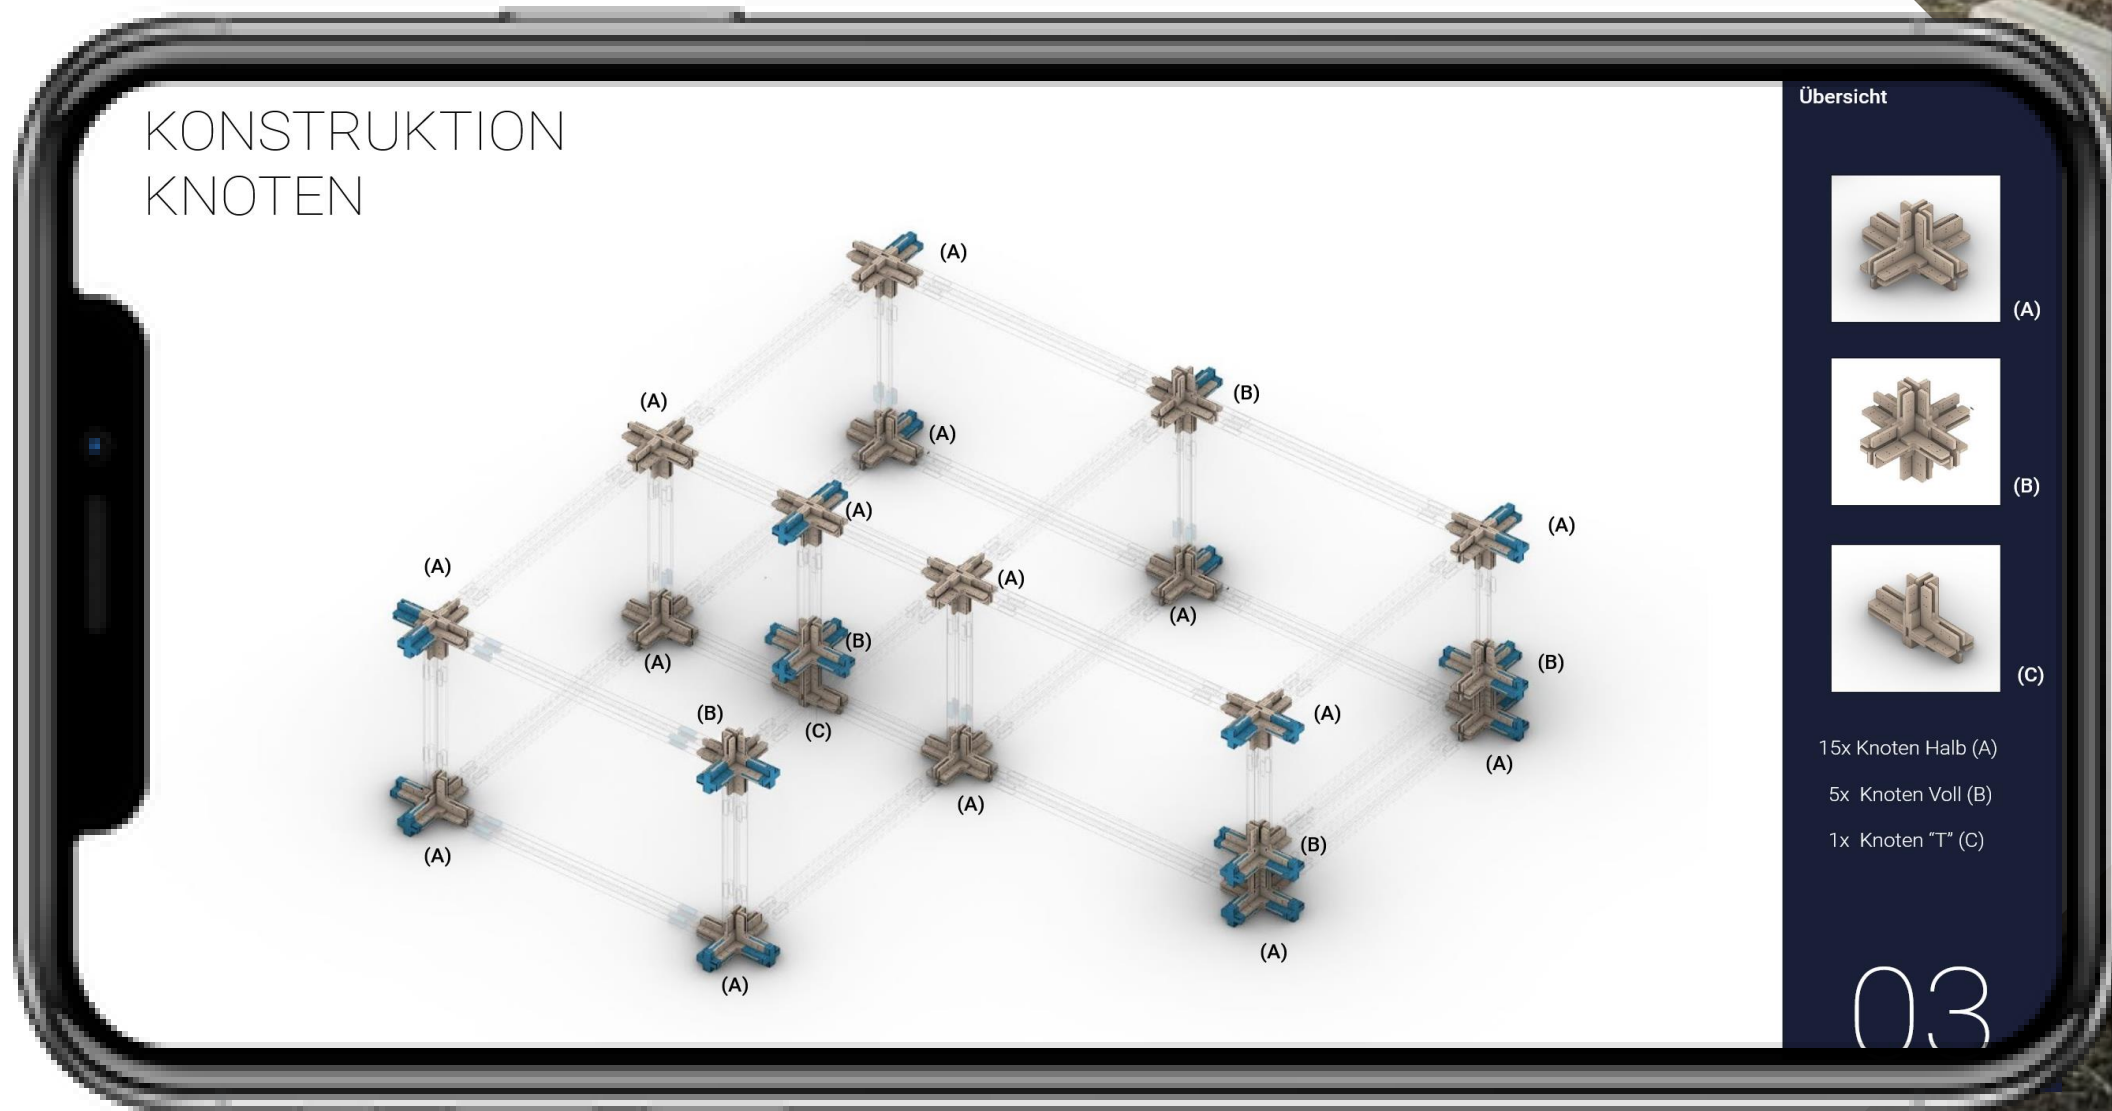 KONSTRUKTION
KNOTEN
(A)
(B)
(A)
(A)
(A)
(A)
(A)
(A)
(A)
(B)
(A)
(B)
(A)
(B)
(C)
(A)
(A)
(B)
(A)
(A)
(A)
(A)
Übersicht
(A)
(B)
(C)
15x Knoten Halb (A)
5x Knoten Voll (B)
1x Knoten “T” (C)
03